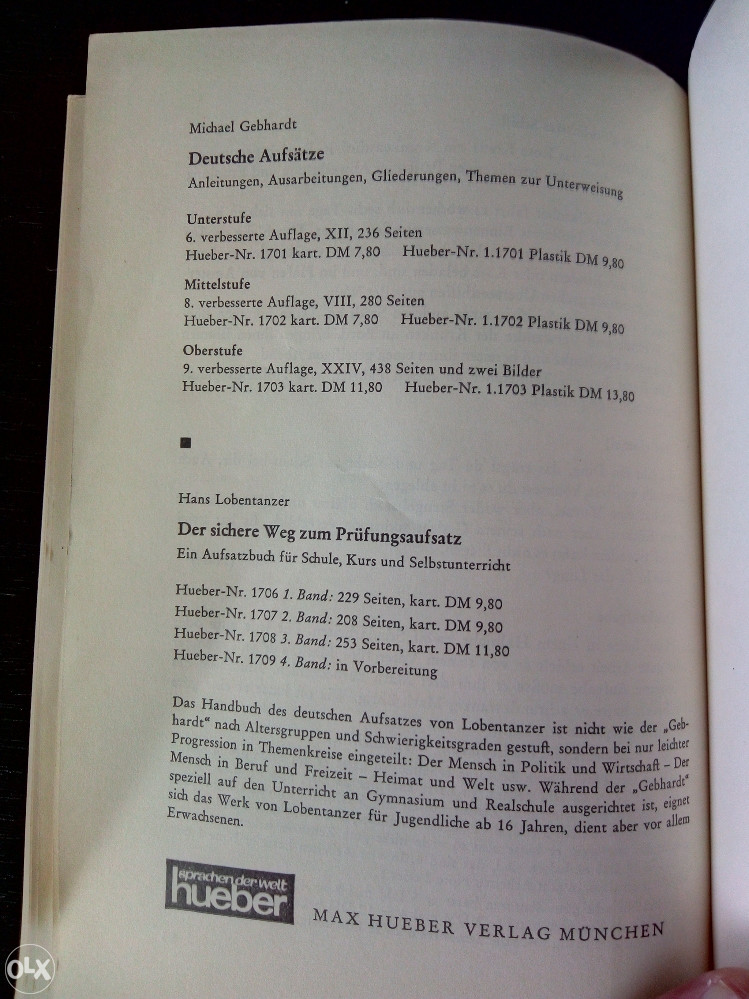 Michael Gebhardt
Deutsche Aufsätze
Anleitungen, Ausarbeitungen, Gliederungen, Themen zur Unterweisung
Unterstufe
6. verbesserte Auflage, XII, 236 Seiten
Hueber-Nr. 1701 kart. DM 7,80 Hueber-Nr. 1.1701 Plastik DM 9,80
Mittelstufe
8. verbesserte Auflage, VIII, 280 Seiten
Hueber-Nr. 1702 kart. DM 7,80 Hueber-Nr. 1.1702 Plastik DM 9,80
Oberstufe
9. verbesserte Auflage, XXIV, 438 Seiten und zwei Bilder
Hueber-Nr. 1703 kart. DM 11,80 Hueber-Nr. 1.1703 Plastik DM 13,80
Hans Lobentanzer
Der sichere Weg zum Prüfungsaufsatz
Ein Aufsatzbuch für Schule, Kurs und Selbstunterricht
Hueber-Nr. 1706 1. Band: 229 Seiten, kart. DM 9,80
Hueber-Nr. 1707 2. Band: 208 Seiten, kart. DM 9,80
Hueber-Nr. 1708 3. Band: 253 Seiten, kart. DM 11,80
Hueber-Nr. 1709 4. Band: in Vorbereitung
Das Handbuch des deutschen Aufsatzes von Lobentanzer ist nicht wie der „Geb-
hardt“ nach Altersgruppen und Schwierigkeitsgraden gestuft, sondern bei nur leichter
Progression in Themenkreise eingeteilt: Der Mensch in Politik und Wirtschaft – Der
Mensch in Beruf und Freizeit – Heimat und Welt usw. Während der „Gebhardt“
speziell auf den Unterricht an Gymnasium und Realschule ausgerichtet ist, eignet
sich das Werk von Lobentanzer für Jugendliche ab 16 Jahren, dient aber vor allem
Erwachsenen.
sprachen der welt
hueber
MAX HUEBER VERLAG MÜNCHEN
OLX